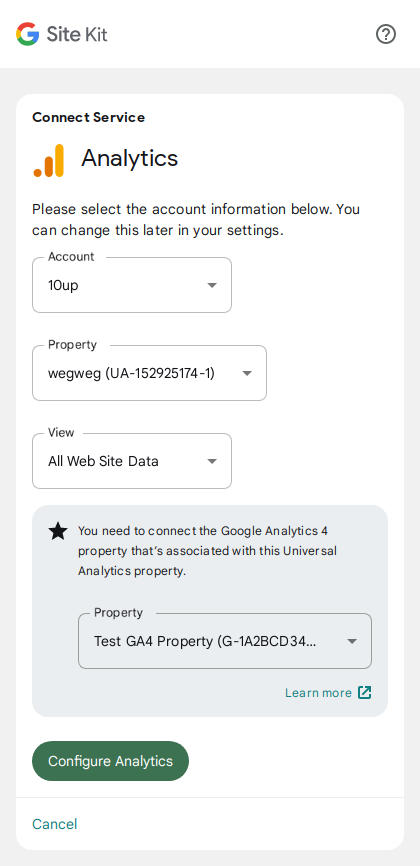 Site Kit
Connect Service
Analytics
Please select the account information below. You
can change this later in your settings.
Account
10up
Property
wegweg (UA-152925174-1)
View
All Web Site Data
You need to connect the Google Analytics 4
property that’s associated with this Universal
Analytics property.
Property
Test GA4 Property (G-1A2BCD34...
Learn more
Configure Analytics
Cancel